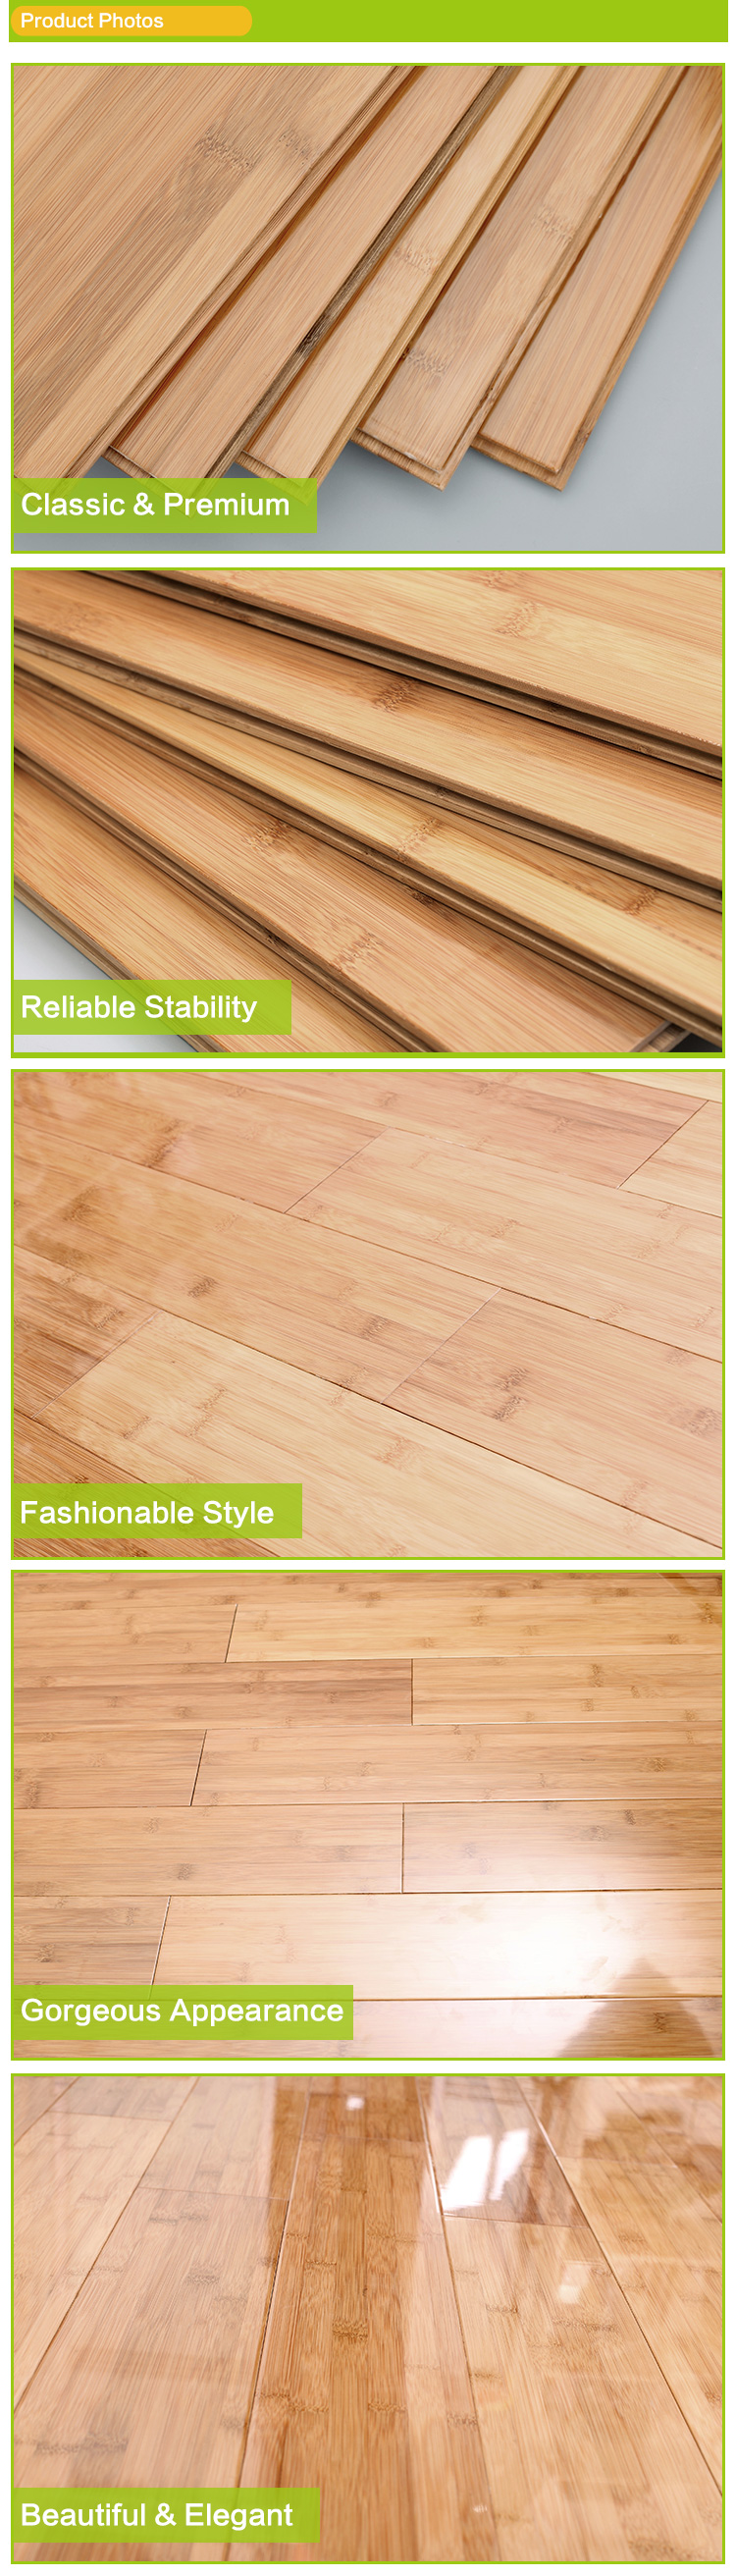 Product Photos
Classic & Premium
Reliable Stability
Fashionable Style
Gorgeous Appearance
Beautiful & Elegant